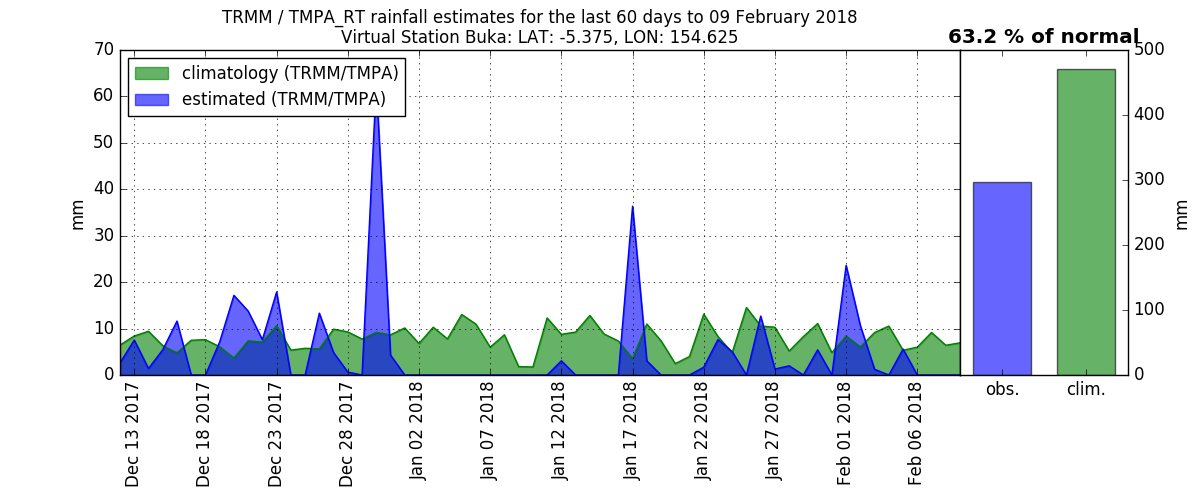 TRMM / TMPA_RT rainfall estimates for the last 60 days to 09 February 2018
Virtual Station Buka: LAT: -5.375, LON: 154.625
63.2 % of normal
climatology (TRMM/TMPA)
estimated (TRMM/TMPA)
70
60
50
40
30
20
10
0
mm
500
400
300
200
100
0
mm
Dec 13 2017
Dec 18 2017
Dec 23 2017
Dec 28 2017
Jan 02 2018
Jan 07 2018
Jan 12 2018
Jan 17 2018
Jan 22 2018
Jan 27 2018
Feb 01 2018
Feb 06 2018
obs.
clim.